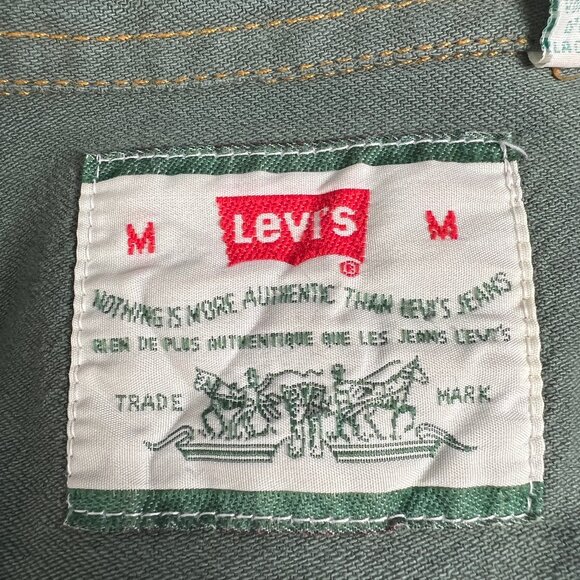 M Levi's M
®
NOTHING IS MORE AUTHENTIC THAN LEVI'S JEANS
RIEN DE PLUS AUTHENTIQUE QUE LES JEANS LEVI'S
TRADE MARK